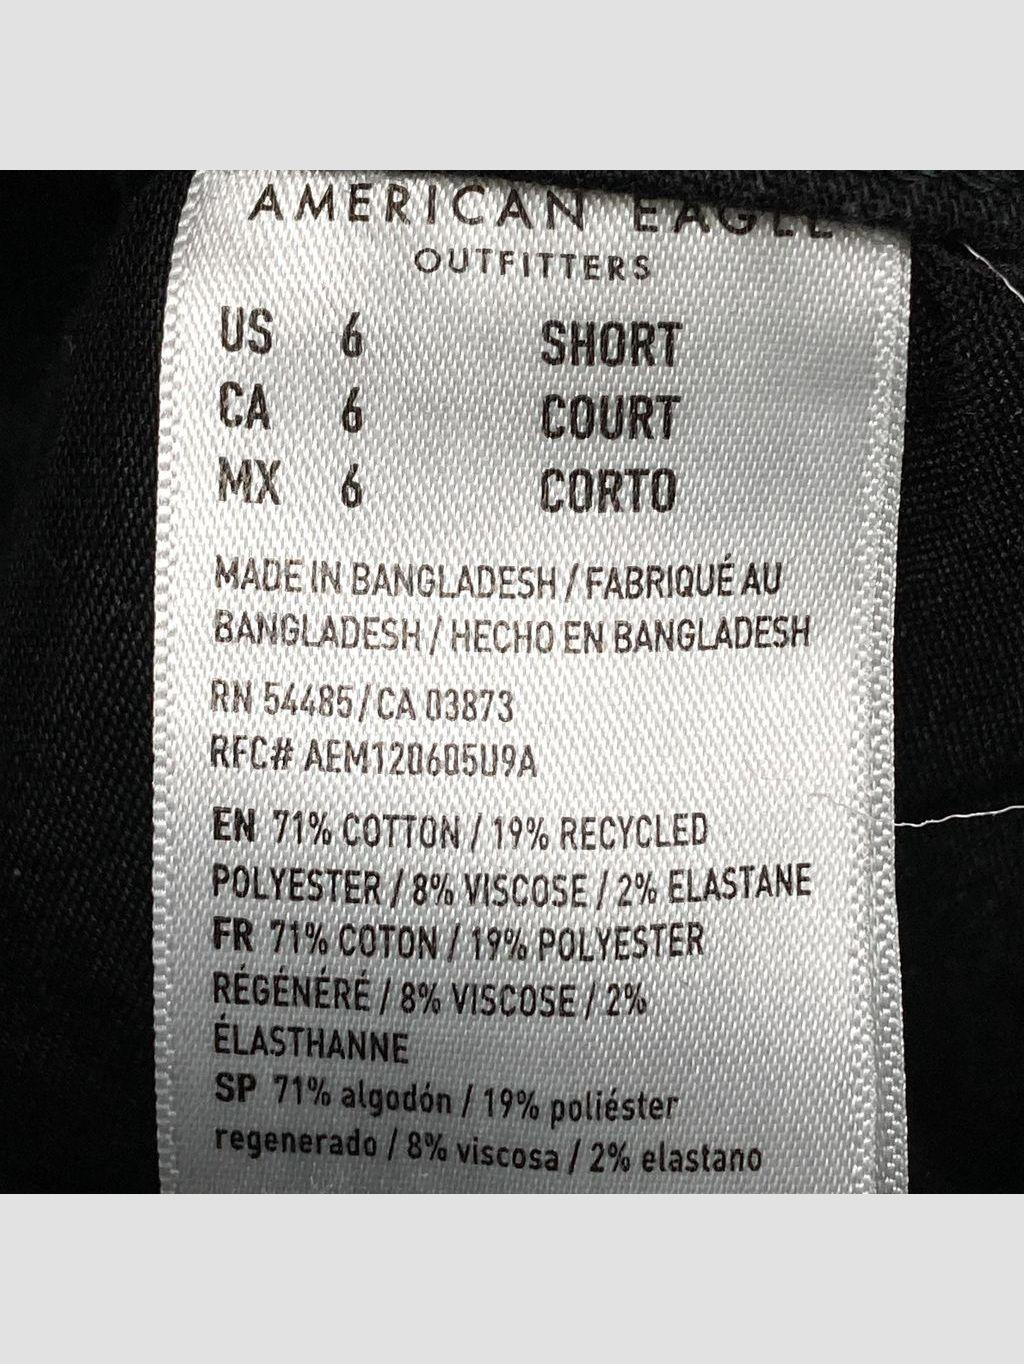 AMERICAN EAGLE
OUTFITTERS
US 6 SHORT
CA 6 COURT
MX 6 CORTO
MADE IN BANGLADESH / FABRIQUÉ AU
BANGLADESH / HECHO EN BANGLADESH
RN 54485 / CA 03873
RFC# AEM120605U9A
EN 71% COTTON / 19% RECYCLED
POLYESTER / 8% VISCOSE / 2% ELASTANE
FR 71% COTON / 19% POLYESTER
RÉGÉNÉRÉ / 8% VISCOSE / 2%
ÉLASTHANNE
SP 71% algodón / 19% poliéster
regenerado / 8% viscosa / 2% elastano